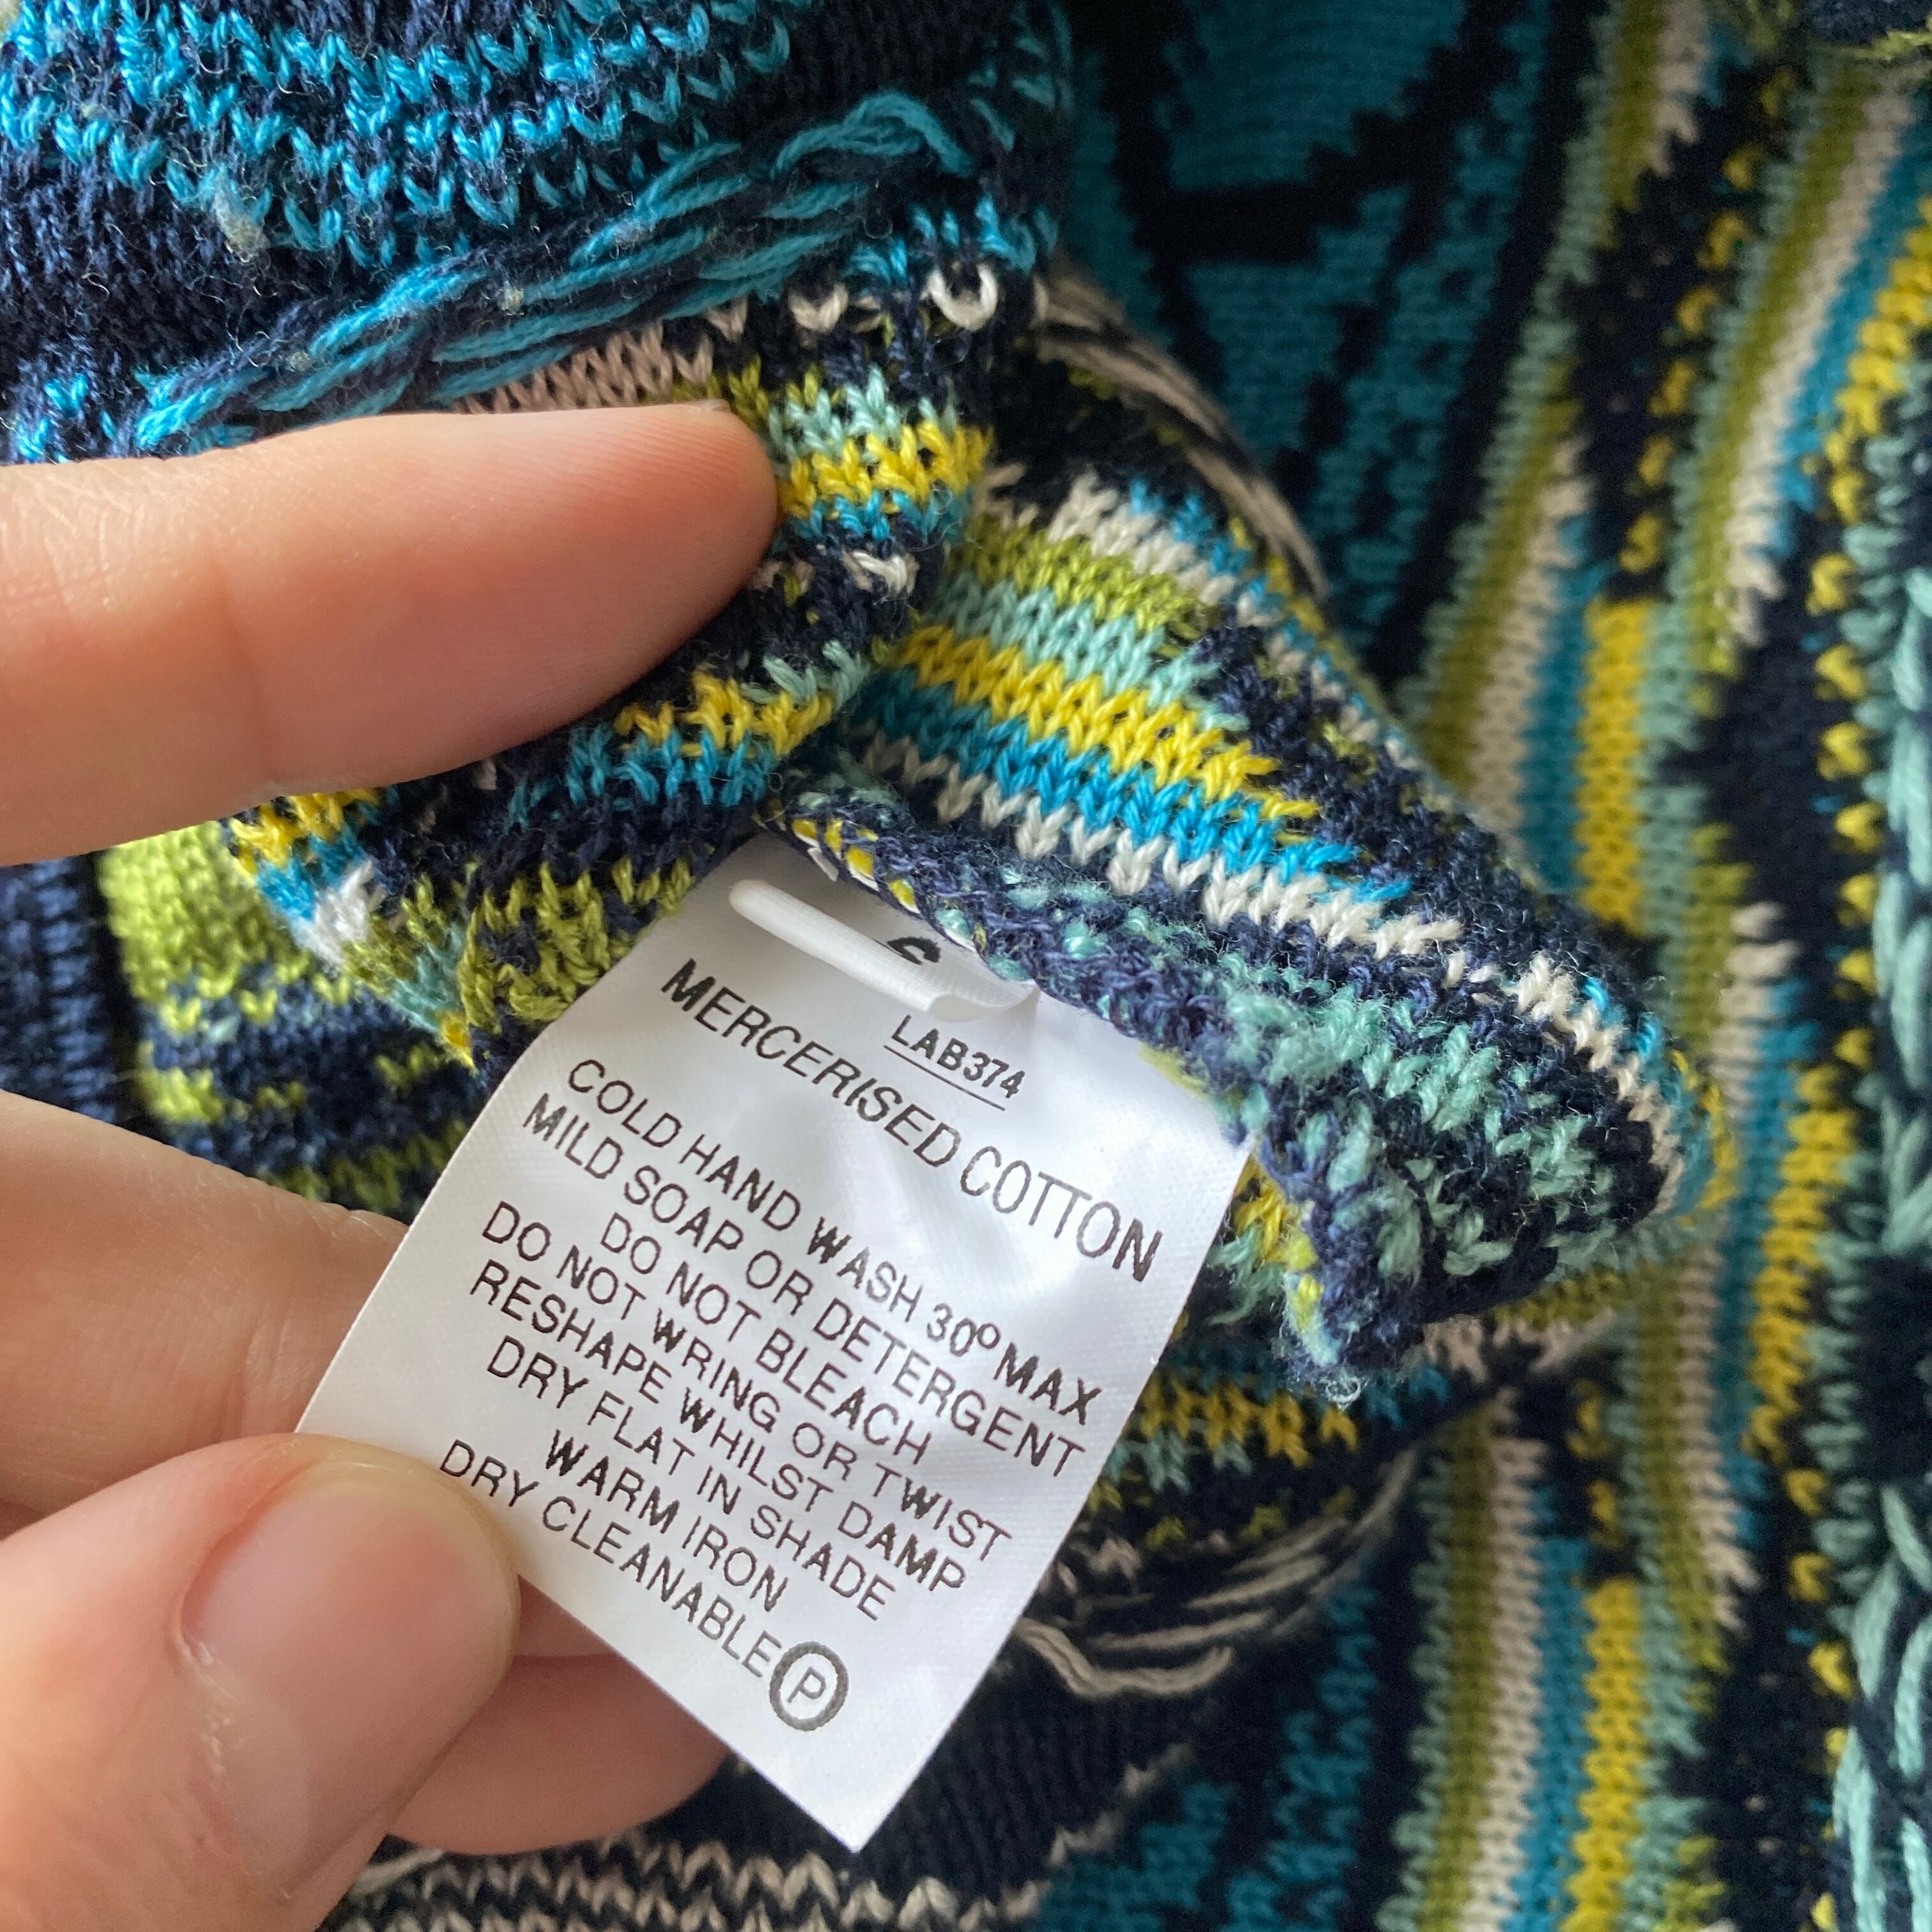 LAB374
MERCERISED COTTON
COLD HAND WASH 30º MAX
MILD SOAP OR DETERGENT
DO NOT BLEACH
DO NOT WRING OR TWIST
RESHAPE WHILST DAMP
DRY FLAT IN SHADE
WARM IRON
DRY CLEANABLE Ⓟ